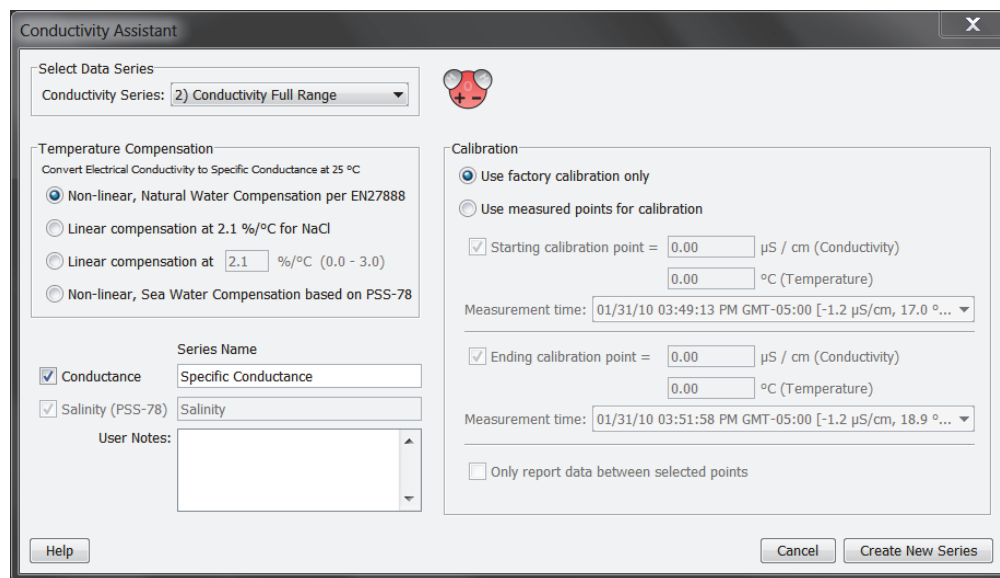 Conductivity Assistant
X
Select Data Series
Conductivity Series: 2) Conductivity Full Range
Temperature Compensation
Convert Electrical Conductivity to Specific Conductance at 25 °C
Non-linear, Natural Water Compensation per EN27888
Linear compensation at 2.1 %/°C for NaCl
Linear compensation at 2.1 %/°C (0.0 - 3.0)
Non-linear, Sea Water Compensation based on PSS-78
Series Name
Conductance Specific Conductance
Salinity (PSS-78) Salinity
User Notes:
Calibration
Use factory calibration only
Use measured points for calibration
Starting calibration point = 0.00 µS / cm (Conductivity)
0.00 °C (Temperature)
Measurement time: 01/31/10 03:49:13 PM GMT-05:00 [-1.2 µS/cm, 17.0 °...
Ending calibration point = 0.00 µS / cm (Conductivity)
0.00 °C (Temperature)
Measurement time: 01/31/10 03:51:58 PM GMT-05:00 [-1.2 µS/cm, 18.9 °...
Only report data between selected points
Help
Cancel
Create New Series